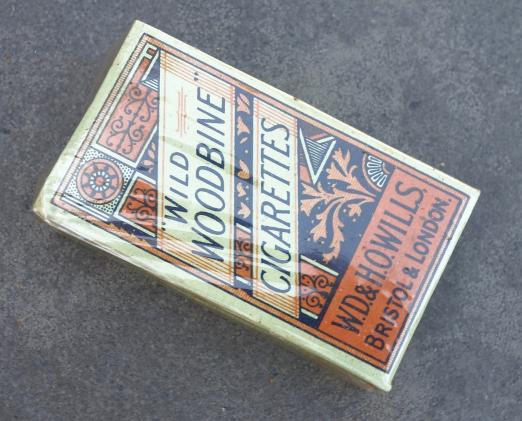 "WILD
WOODBINE"
CIGARETTES
W.D.& H.O.WILLS.
BRISTOL & LONDON.